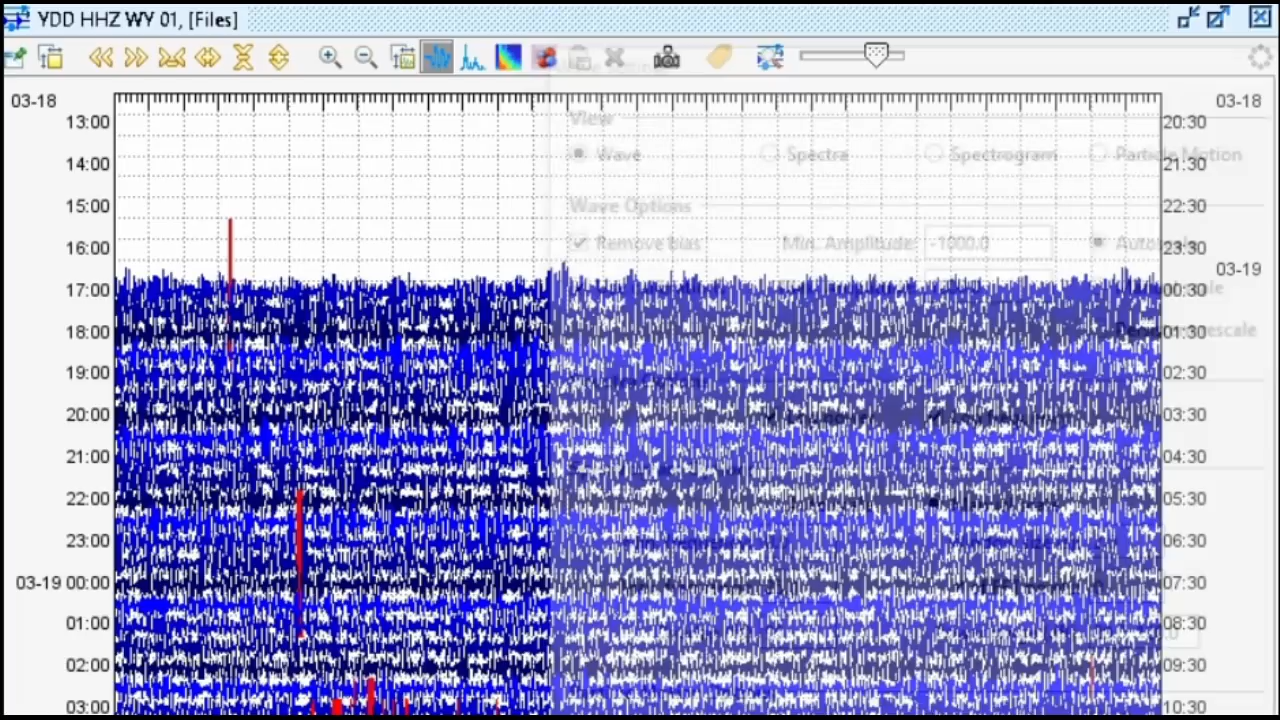 YDD HHZ WY 01, [Files]
03-18 03-18
13:00 20:30
View
14:00 Wave Spectra Spectrogram Particle Motion 21:30
15:00 Wave Options 22:30
16:00 Remove bias Min. Amplitude: -1000.0 23:30
03-19
17:00 00:30
18:00 01:30
19:00 02:30
20:00 03:30
21:00 04:30
22:00 05:30
23:00 06:30
03-19 00:00 07:30
01:00 08:30
02:00 09:30
03:00 10:30